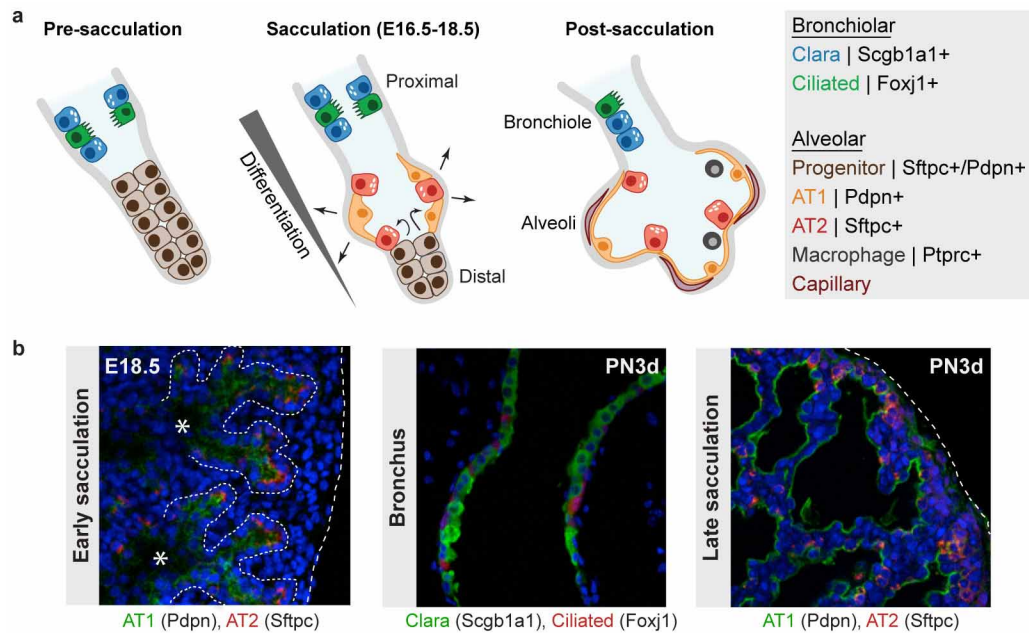 a
Pre-sacculation
Sacculation (E16.5-18.5)
Post-sacculation
Proximal
Differentiation
Distal
Bronchiole
Alveoli
Bronchiolar
Clara | Scgb1a1+
Ciliated | Foxj1+
Alveolar
Progenitor | Sftpc+/Pdpn+
AT1 | Pdpn+
AT2 | Sftpc+
Macrophage | Ptprc+
Capillary
b
Early sacculation
E18.5
*
*
AT1 (Pdpn), AT2 (Sftpc)
Bronchus
PN3d
Clara (Scgb1a1), Ciliated (Foxj1)
Late sacculation
PN3d
AT1 (Pdpn), AT2 (Sftpc)